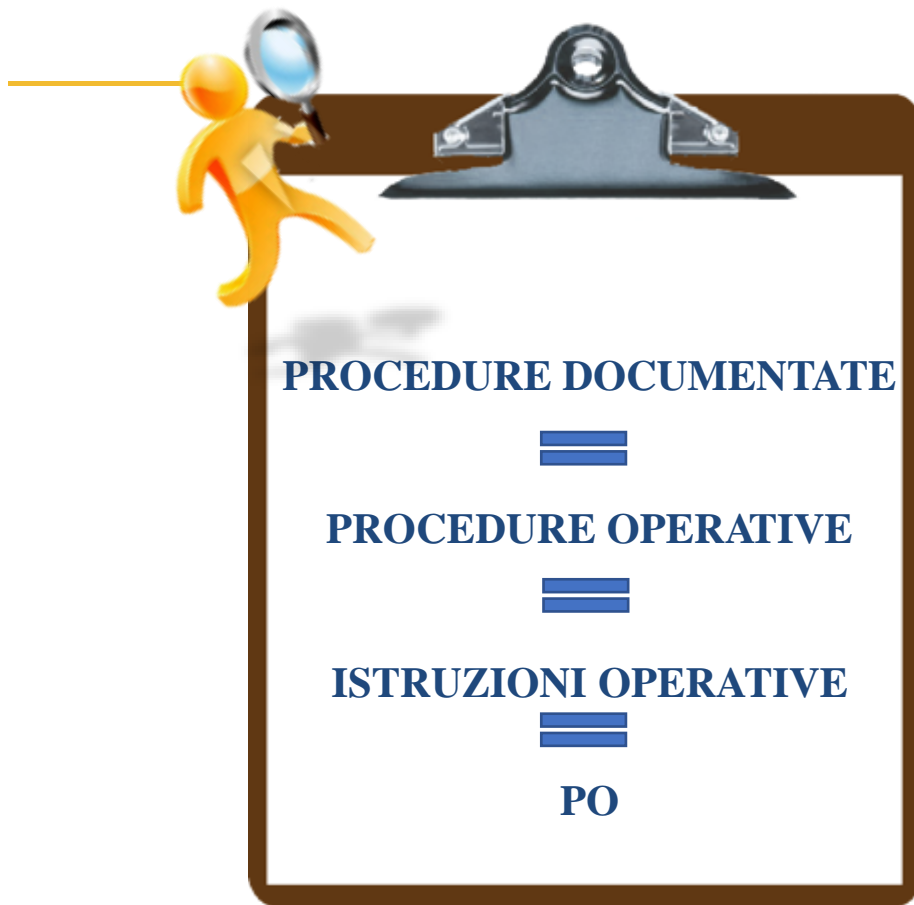 PROCEDURE DOCUMENTATE
PROCEDURE OPERATIVE
ISTRUZIONI OPERATIVE
PO